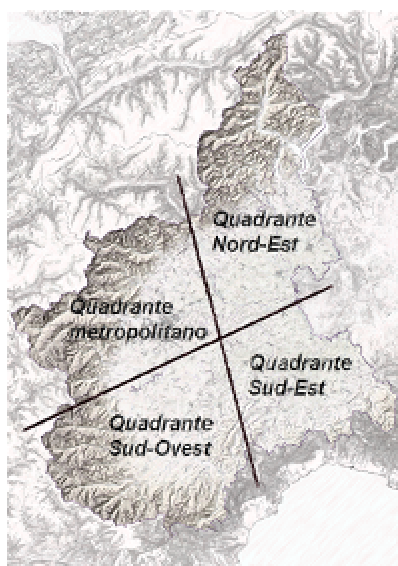 Quadrante
Nord-Est
Quadrante
metropolitano
Quadrante
Sud-Est
Quadrante
Sud-Ovest